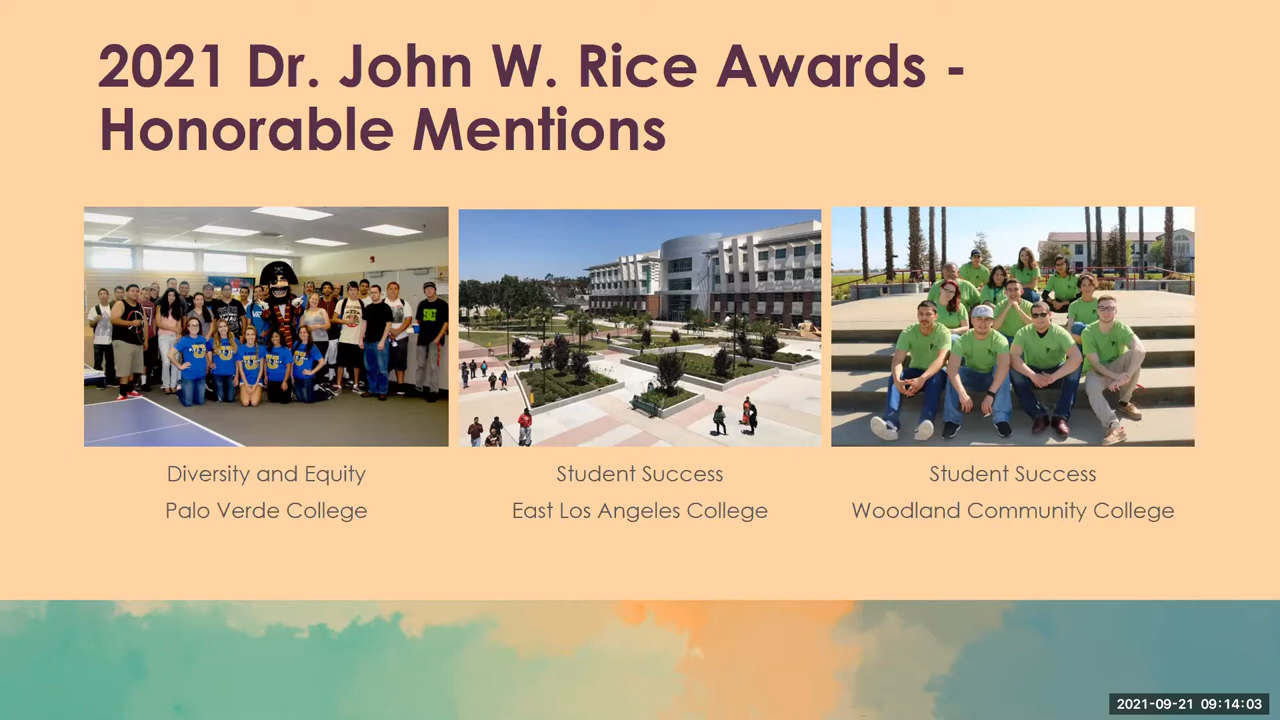 2021 Dr. John W. Rice Awards -
Honorable Mentions
Diversity and Equity
Palo Verde College
Student Success
East Los Angeles College
Student Success
Woodland Community College
2021-09-21 09:14:03